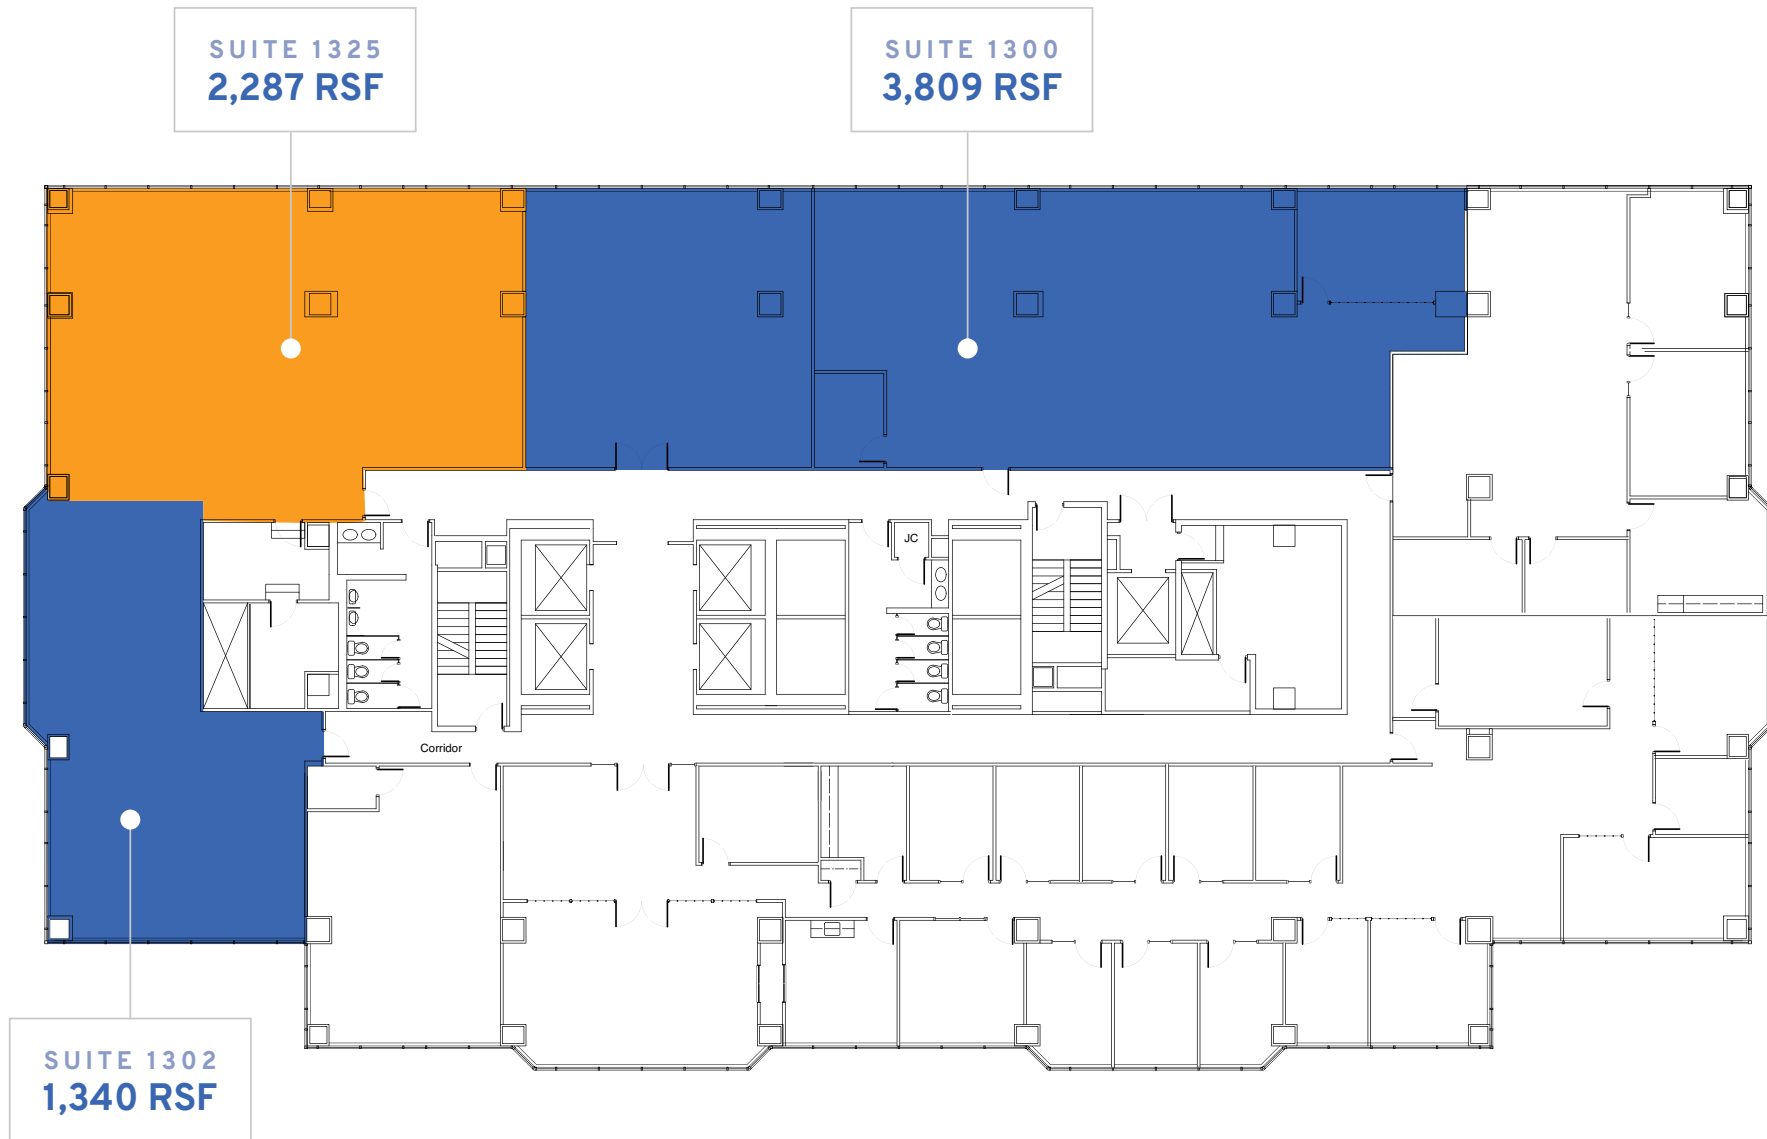 SUITE 1325
2,287 RSF
SUITE 1300
3,809 RSF
JC
Corridor
SUITE 1302
1,340 RSF